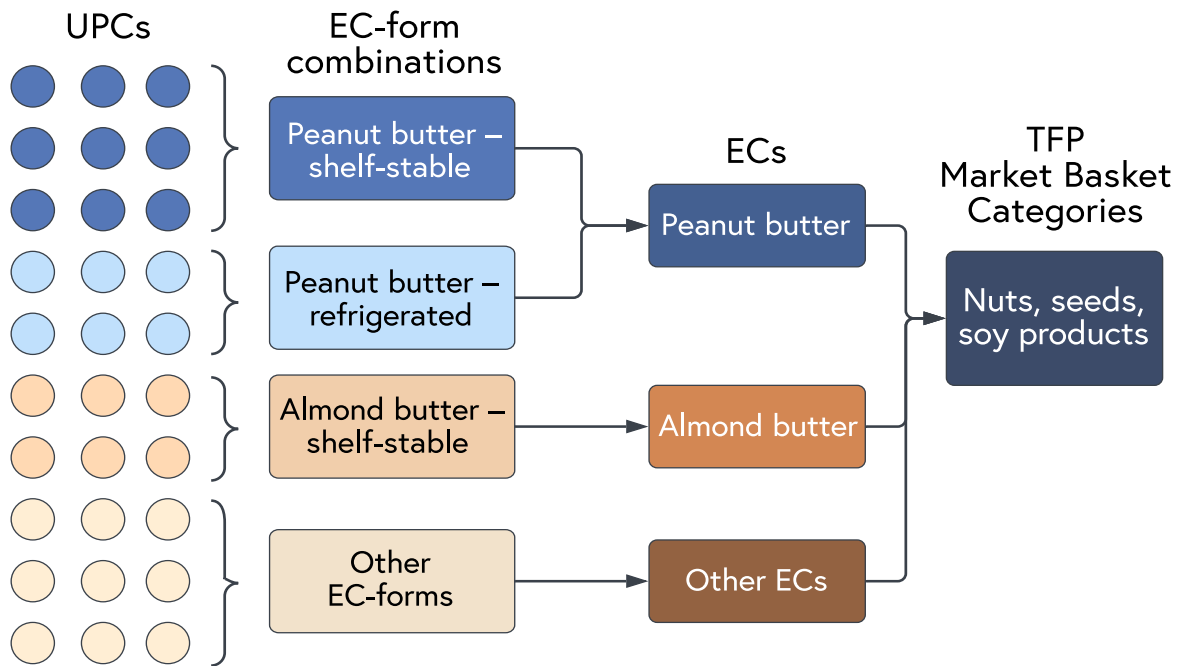 UPCs
EC-form
combinations
Peanut butter –
shelf-stable
Peanut butter –
refrigerated
Almond butter –
shelf-stable
Other
EC-forms
ECs
Peanut butter
Almond butter
Other ECs
TFP
Market Basket
Categories
Nuts, seeds,
soy products